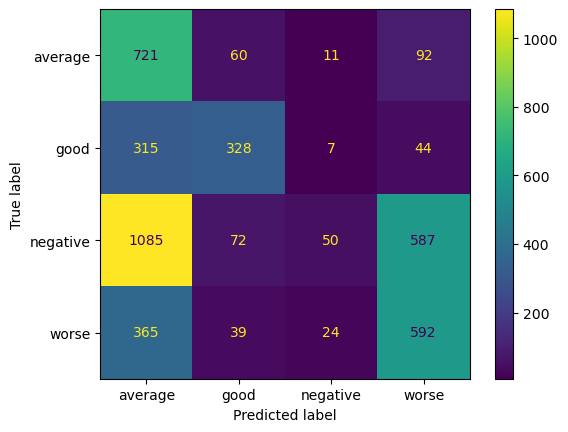 average 721 60 11 92
good 315 328 7 44
negative 1085 72 50 587
worse 365 39 24 592
average good negative worse
Predicted label
True label
1000
800
600
400
200